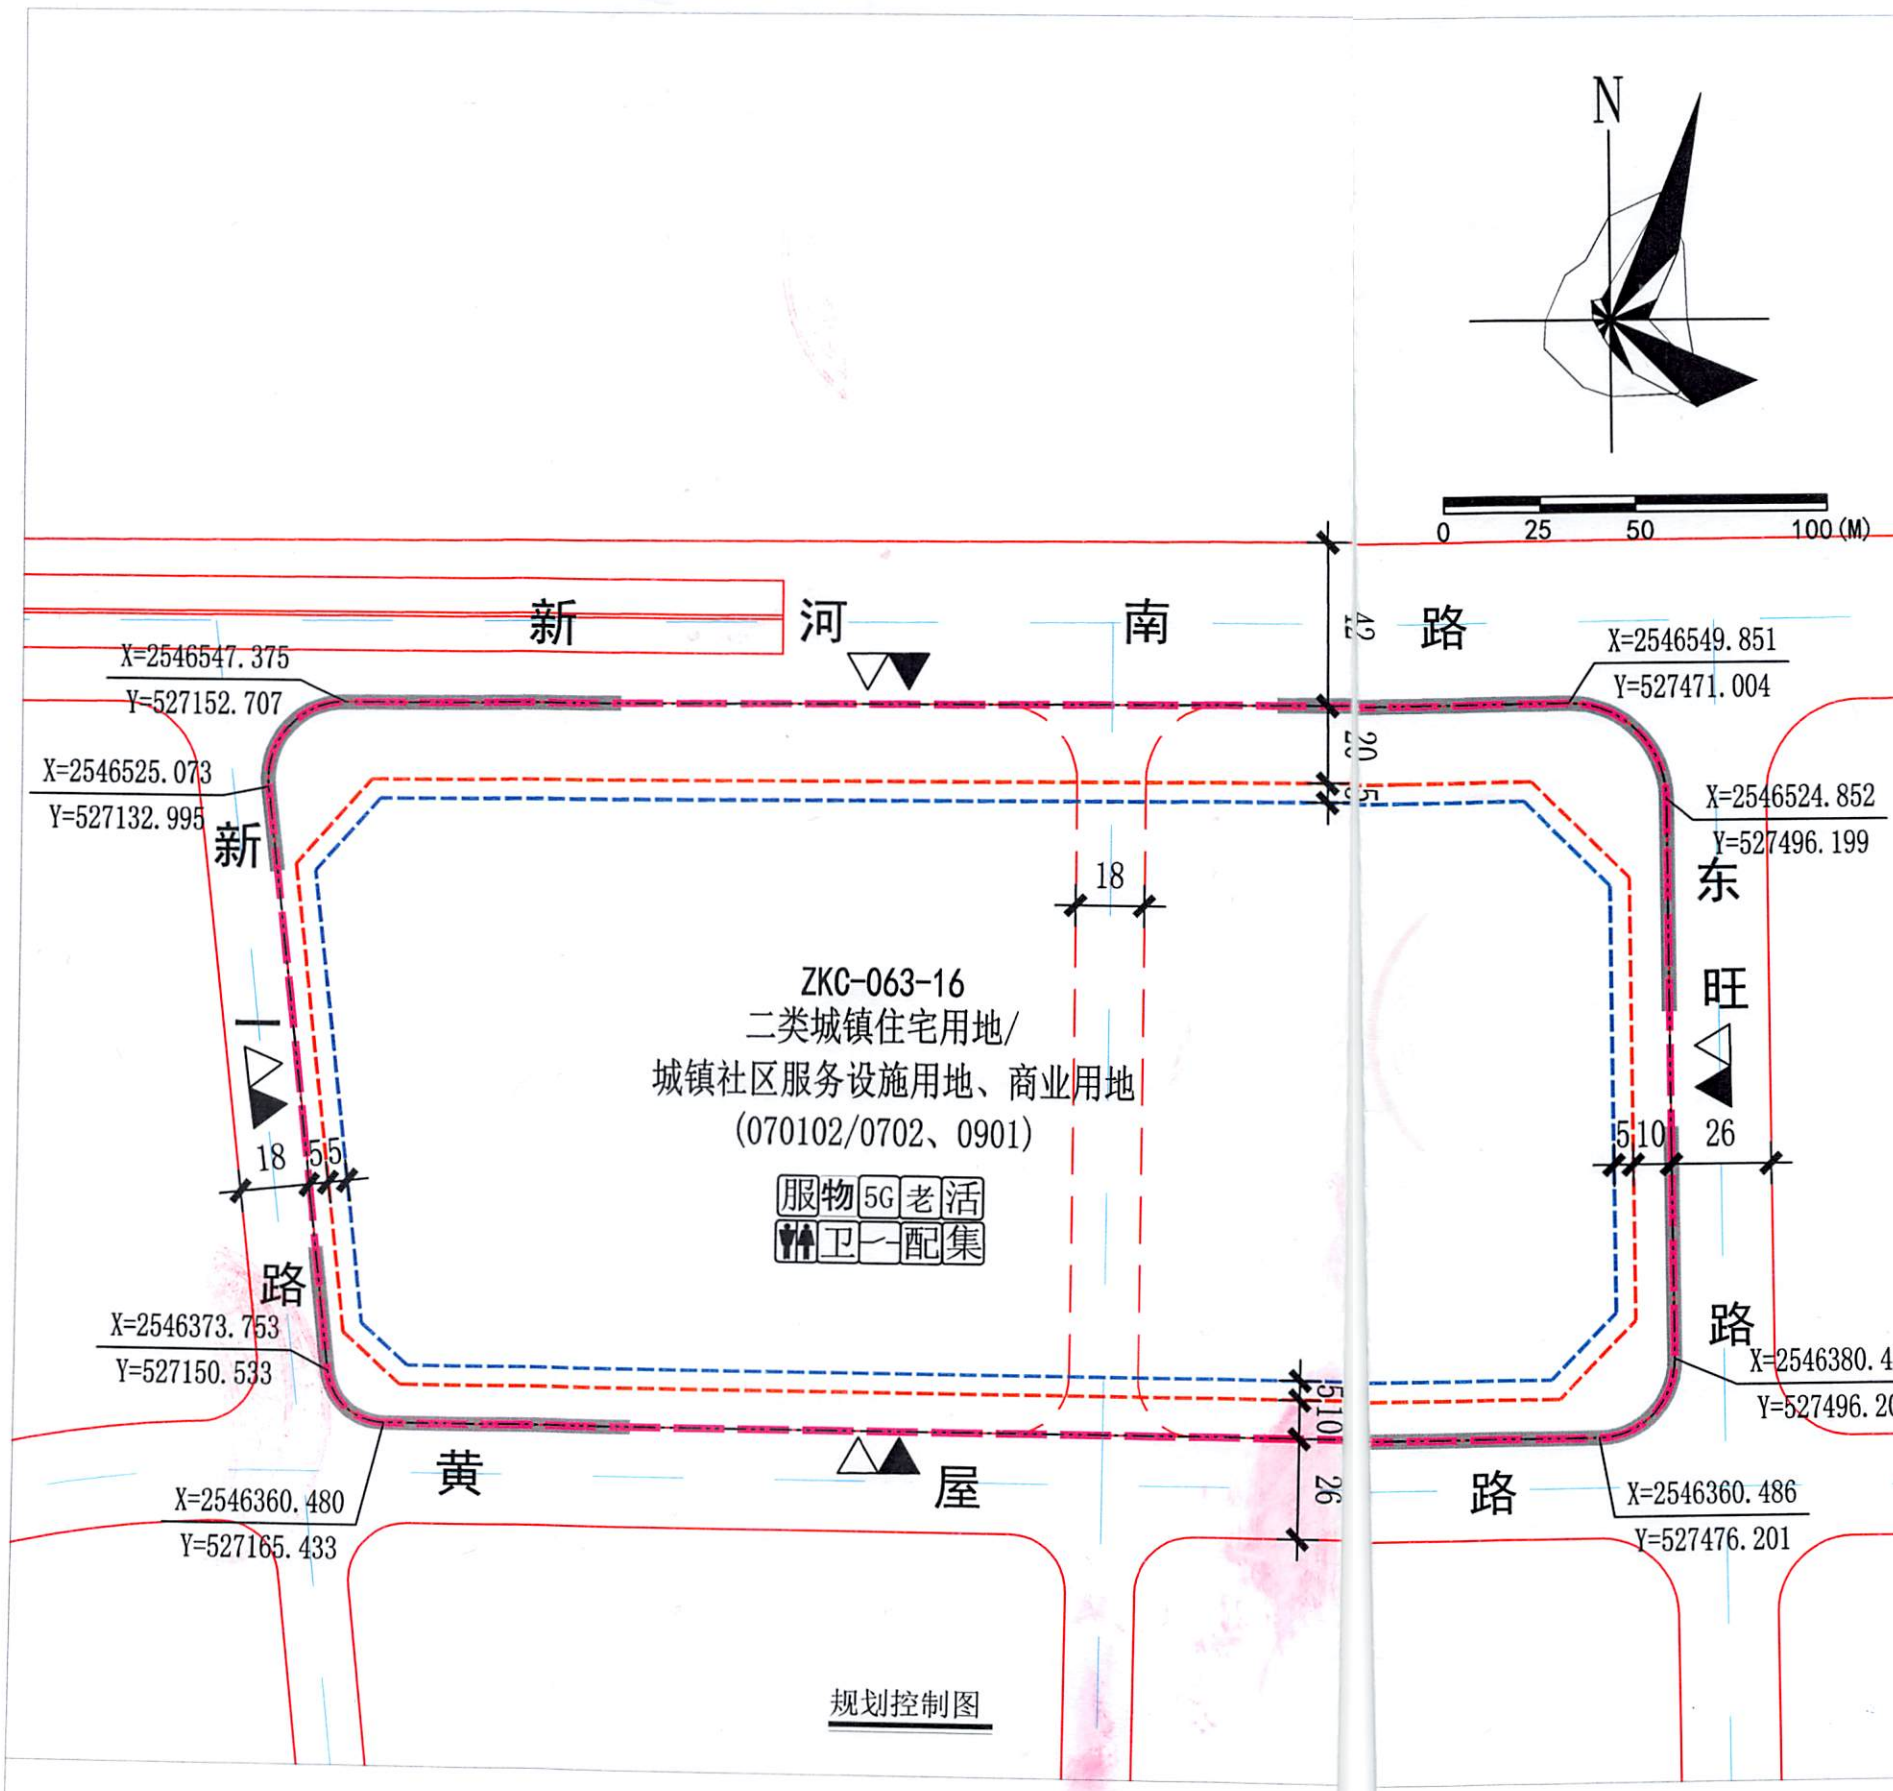 N
0 25 50 100(M)
新河南路
42
X=2546547.375
Y=527152.707
X=2546549.851
Y=527471.004
20
5
X=2546525.073
Y=527132.995
X=2546524.852
Y=527496.199
新一路
东旺路
18
ZKC-063-16
二类城镇住宅用地/
城镇社区服务设施用地、商业用地
(070102/0702、0901)
18 5 5
5 10 26
服 物 5G 老 活
卫 配 集
X=2546373.753
Y=527150.533
X=2546380.4
Y=527496.20
5
10
26
黄屋路
X=2546360.480
Y=527165.433
X=2546360.486
Y=527476.201
规划控制图